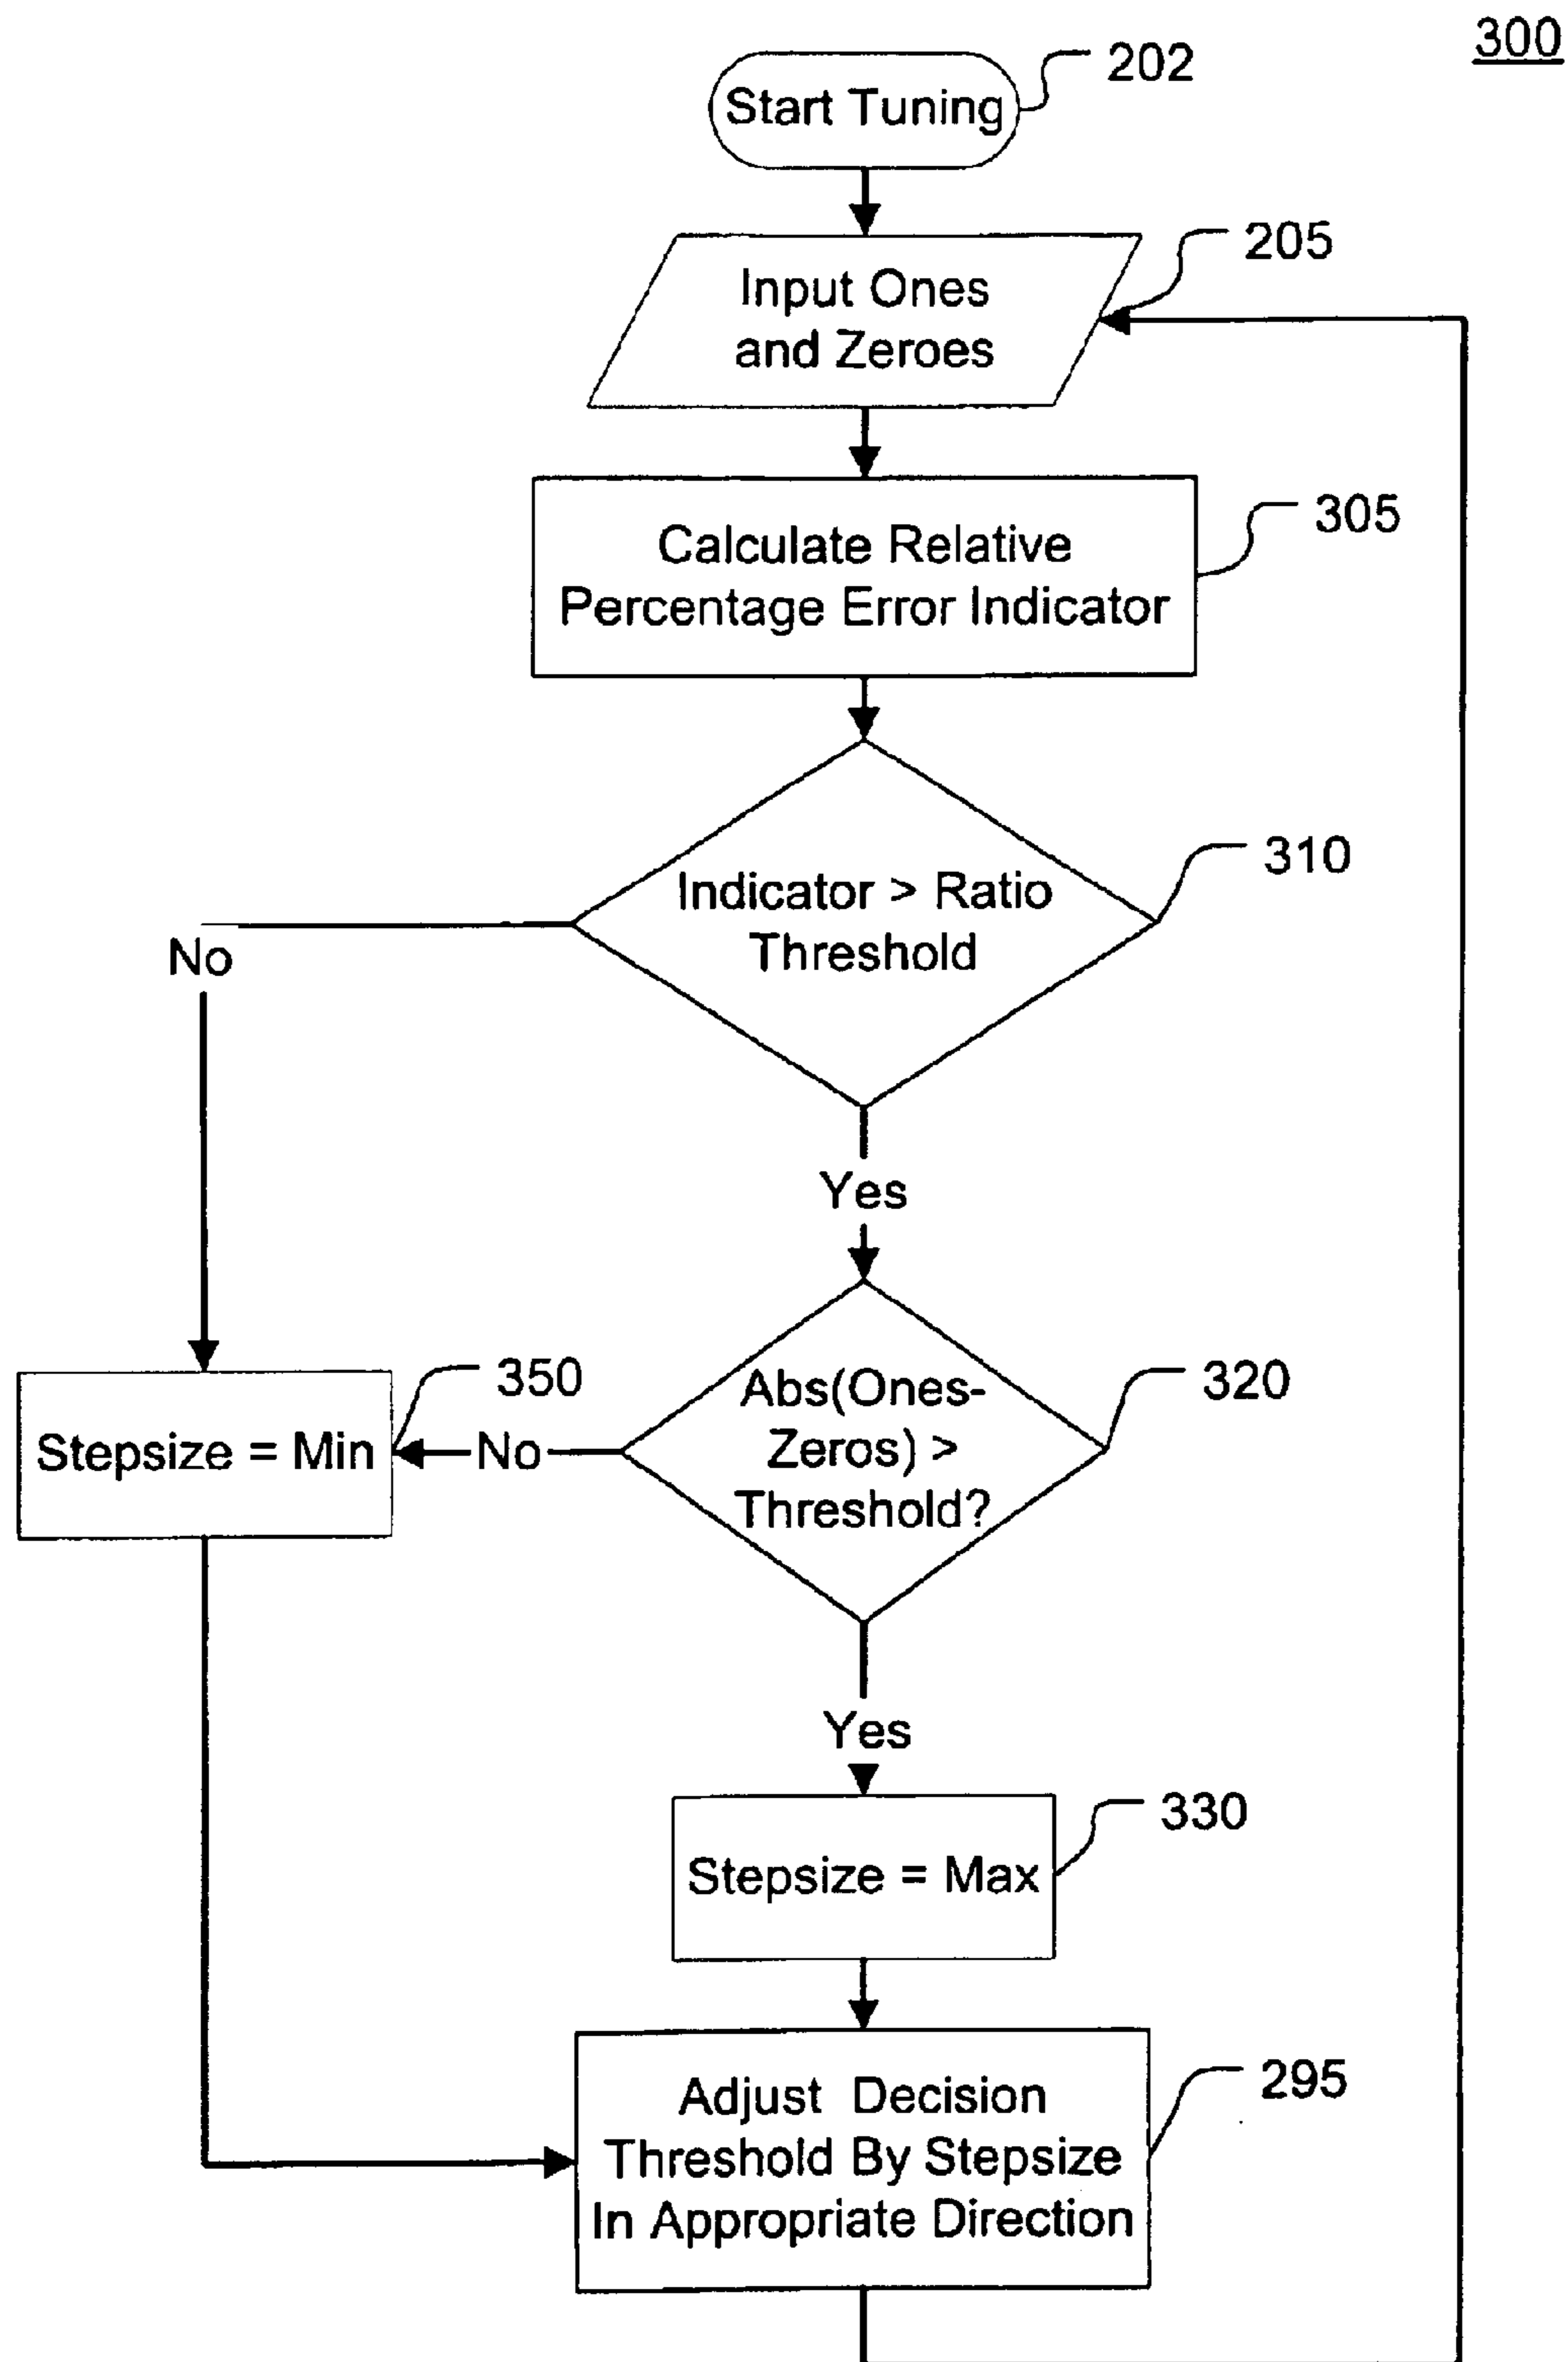 300
Start Tuning
202
Input Ones
and Zeroes
205
Calculate Relative
Percentage Error Indicator
305
Indicator > Ratio
Threshold
310
No
Yes
Abs(Ones-
Zeros) >
Threshold?
320
No
Stepsize = Min
350
Yes
Stepsize = Max
330
Adjust Decision
Threshold By Stepsize
In Appropriate Direction
295